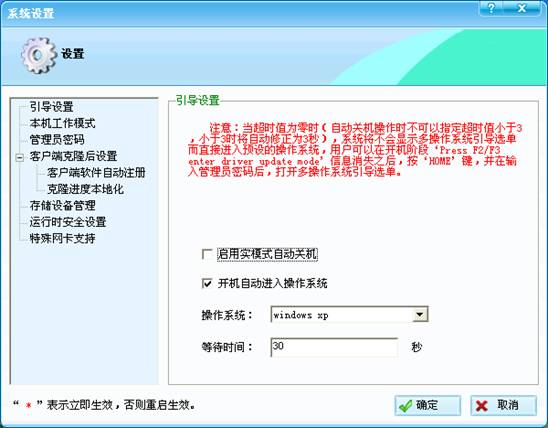 系统设置
设置
引导设置
本机工作模式
管理员密码
客户端克隆后设置
客户端软件自动注册
克隆进度本地化
存储设备管理
运行时安全设置
特殊网卡支持
引导设置
注意：当超时值为零时（自动关机操作时不可以指定超时值小于3
，小于3时将自动修正为3秒），系统将不会显示多操作系统引导选单
而直接进入预设的操作系统，用户可以在开机阶段‘Press F2/F3
enter driver update mode’信息消失之后，按‘HOME’键，并在输
入管理员密码后，打开多操作系统引导选单。
启用实模式自动关机
开机自动进入操作系统
操作系统：
windows xp
等待时间：
30
秒
“ * ”表示立即生效，否则重启生效。
确定
取消